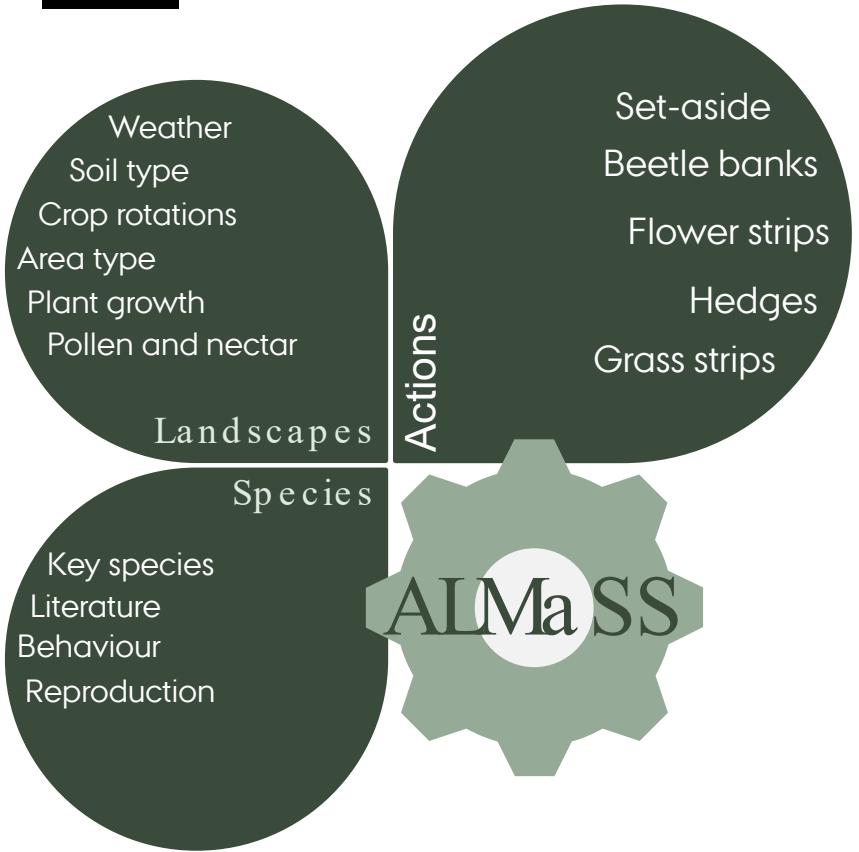 Weather
Soil type
Crop rotations
Area type
Plant growth
Pollen and nectar
Landscapes
Set-aside
Beetle banks
Flower strips
Hedges
Grass strips
Actions
Species
Key species
Literature
Behaviour
Reproduction
ALMaSS